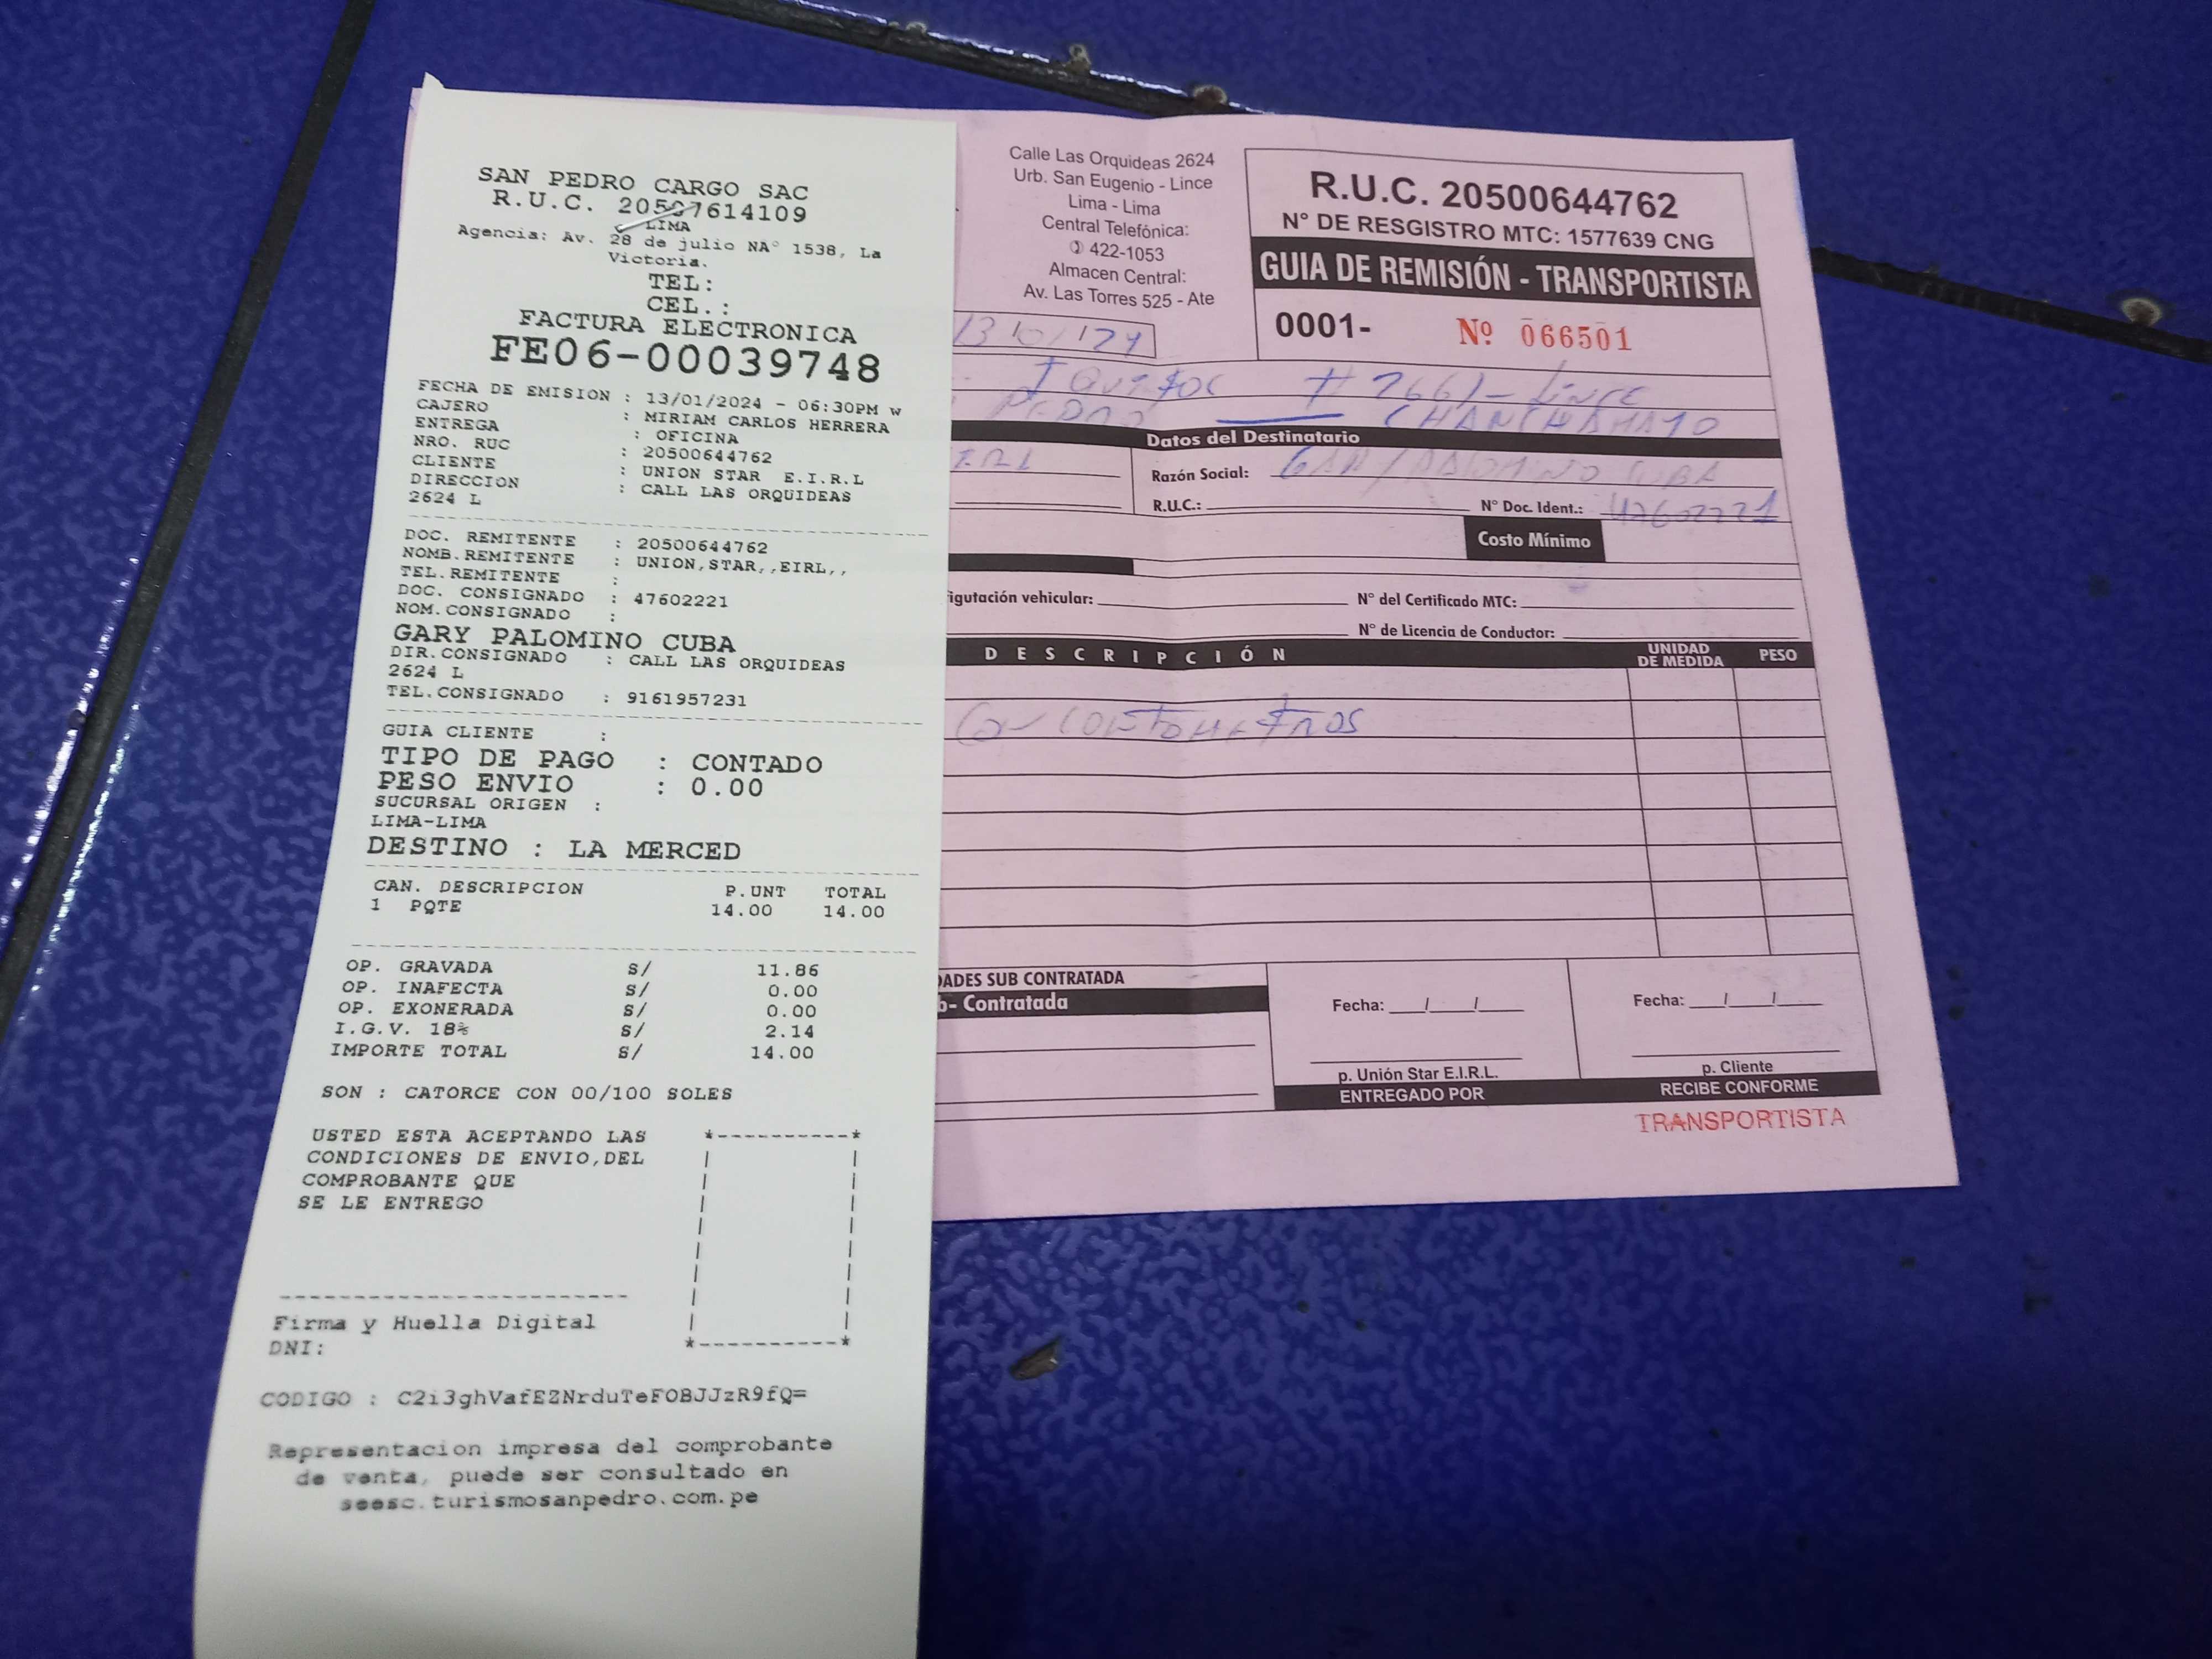 SAN PEDRO CARGO SAC
R.U.C. 20507614109
LIMA
Agencia: Av. 28 de julio NA° 1538, La
Victoria.
TEL:
CEL.:
FACTURA ELECTRONICA
FE06-00039748
FECHA DE EMISION : 13/01/2024 - 06:30PM w
CAJERO : MIRIAM CARLOS HERRERA
ENTREGA : OFICINA
NRO. RUC : 20500644762
CLIENTE : UNION STAR E.I.R.L
DIRECCION : CALL LAS ORQUIDEAS
2624 L
DOC. REMITENTE : 20500644762
NOMB.REMITENTE : UNION,STAR,,EIRL,,
TEL.REMITENTE :
DOC. CONSIGNADO : 47602221
NOM.CONSIGNADO :
GARY PALOMINO CUBA
DIR.CONSIGNADO : CALL LAS ORQUIDEAS
2624 L
TEL.CONSIGNADO : 9161957231
GUIA CLIENTE :
TIPO DE PAGO : CONTADO
PESO ENVIO : 0.00
SUCURSAL ORIGEN :
LIMA-LIMA
DESTINO : LA MERCED
CAN. DESCRIPCION P.UNT TOTAL
1 PQTE 14.00 14.00
OP. GRAVADA S/ 11.86
OP. INAFECTA S/ 0.00
OP. EXONERADA S/ 0.00
I.G.V. 18% S/ 2.14
IMPORTE TOTAL S/ 14.00
SON : CATORCE CON 00/100 SOLES
USTED ESTA ACEPTANDO LAS
CONDICIONES DE ENVIO,DEL
COMPROBANTE QUE
SE LE ENTREGO
Firma y Huella Digital
DNI:
CODIGO : C2i3ghVafEZNrduTeFOBJJzR9fQ=
Representacion impresa del comprobante
de venta, puede ser consultado en
seesc.turismosanpedro.com.pe
Calle Las Orquideas 2624
Urb. San Eugenio - Lince
Lima - Lima
Central Telefónica:
422-1053
Almacen Central:
Av. Las Torres 525 - Ate
R.U.C. 20500644762
N° DE RESGISTRO MTC: 1577639 CNG
GUIA DE REMISIÓN - TRANSPORTISTA
0001- Nº 066501
PEDRO CHANCHAMAYO
Datos del Destinatario
Razón Social: GARY PALOMINO CUBA
R.U.C.: N° Doc. Ident.:
Costo Mínimo
igutación vehicular: N° del Certificado MTC:
N° de Licencia de Conductor:
DESCRIPCIÓN UNIDAD DE MEDIDA PESO
DADES SUB CONTRATADA
b- Contratada
Fecha: / / Fecha: / /
p. Unión Star E.I.R.L. p. Cliente
ENTREGADO POR RECIBE CONFORME
TRANSPORTISTA